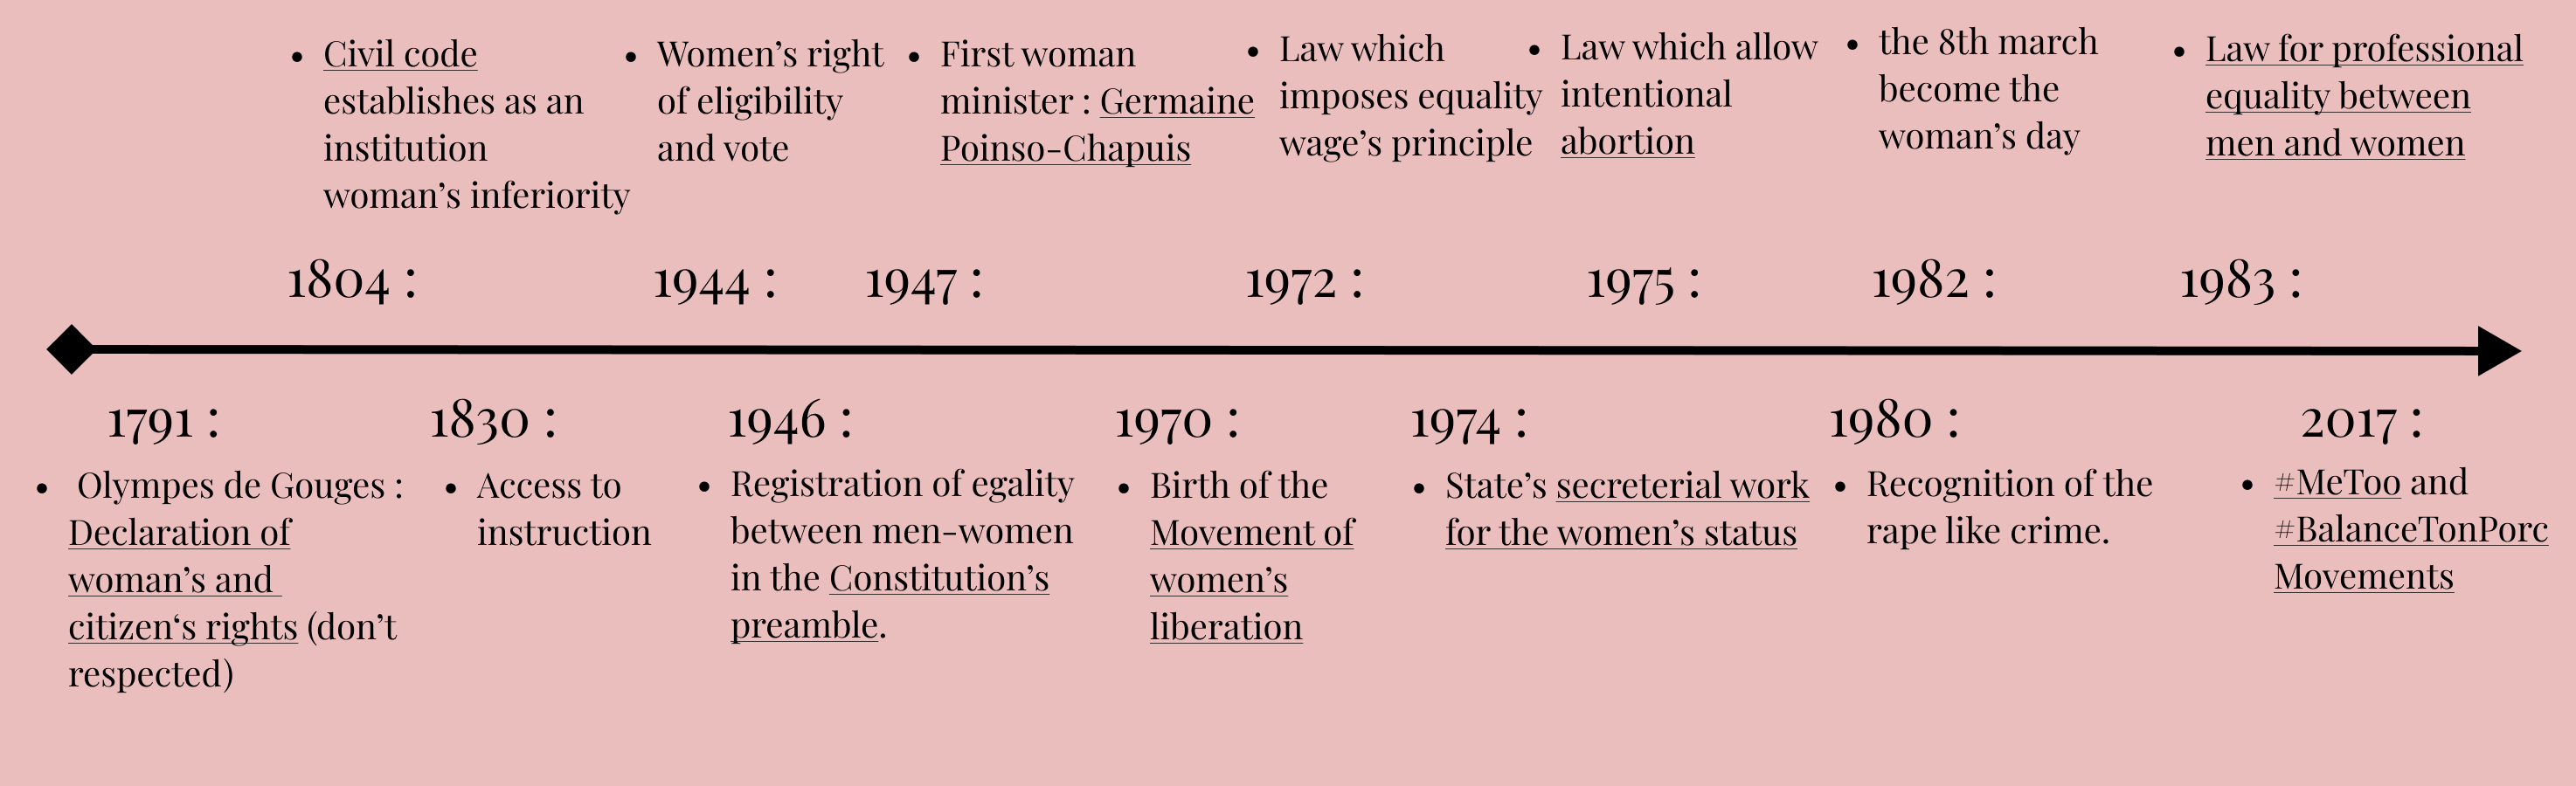 • Civil code
establishes as an
institution
woman’s inferiority
• Women’s right
of eligibility
and vote
• First woman
minister : Germaine
Poinso-Chapuis
• Law which
imposes equality
wage’s principle
• Law which allow
intentional
abortion
• the 8th march
become the
woman’s day
• Law for professional
equality between
men and women
1804 :
1944 :
1947 :
1972 :
1975 :
1982 :
1983 :
1791 :
1830 :
1946 :
1970 :
1974 :
1980 :
2017 :
• Olympes de Gouges :
Declaration of
woman’s and
citizen‘s rights (don’t
respected)
• Access to
instruction
• Registration of egality
between men-women
in the Constitution’s
preamble.
• Birth of the
Movement of
women’s
liberation
• State’s secreterial work
for the women’s status
• Recognition of the
rape like crime.
• #MeToo and
#BalanceTonPorc
Movements